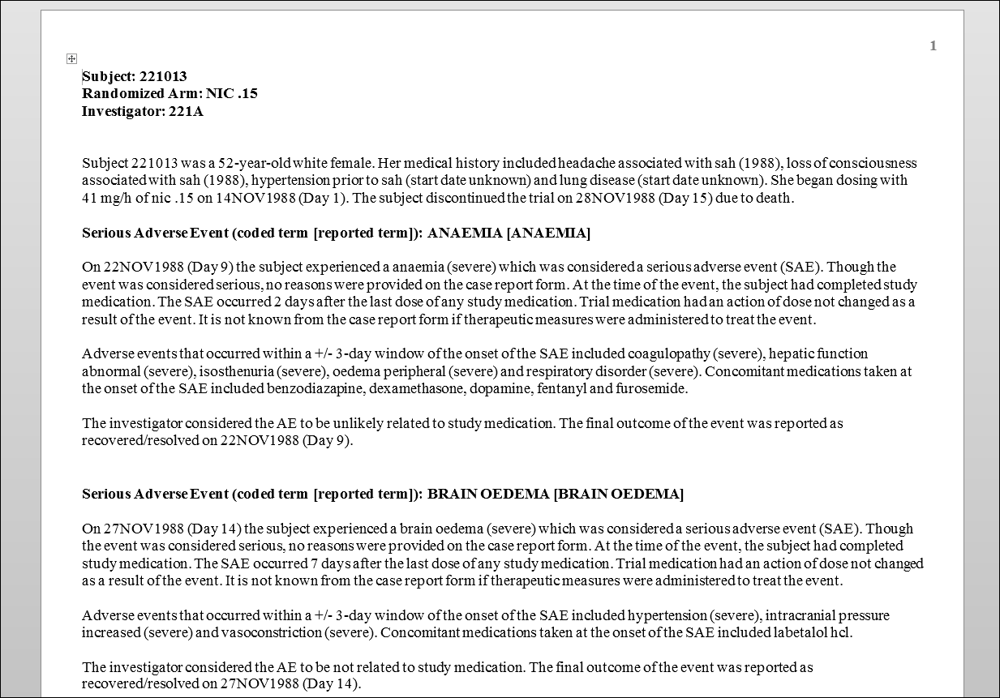 1
Subject: 221013
Randomized Arm: NIC .15
Investigator: 221A
Subject 221013 was a 52-year-old white female. Her medical history included headache associated with sah (1988), loss of consciousness
associated with sah (1988), hypertension prior to sah (start date unknown) and lung disease (start date unknown). She began dosing with
41 mg/h of nic .15 on 14NOV1988 (Day 1). The subject discontinued the trial on 28NOV1988 (Day 15) due to death.
Serious Adverse Event (coded term [reported term]): ANAEMIA [ANAEMIA]
On 22NOV1988 (Day 9) the subject experienced a anaemia (severe) which was considered a serious adverse event (SAE). Though the
event was considered serious, no reasons were provided on the case report form. At the time of the event, the subject had completed study
medication. The SAE occurred 2 days after the last dose of any study medication. Trial medication had an action of dose not changed as a
result of the event. It is not known from the case report form if therapeutic measures were administered to treat the event.
Adverse events that occurred within a +/- 3-day window of the onset of the SAE included coagulopathy (severe), hepatic function
abnormal (severe), isosthenuria (severe), oedema peripheral (severe) and respiratory disorder (severe). Concomitant medications taken at
the onset of the SAE included benzodiazapine, dexamethasone, dopamine, fentanyl and furosemide.
The investigator considered the AE to be unlikely related to study medication. The final outcome of the event was reported as
recovered/resolved on 22NOV1988 (Day 9).
Serious Adverse Event (coded term [reported term]): BRAIN OEDEMA [BRAIN OEDEMA]
On 27NOV1988 (Day 14) the subject experienced a brain oedema (severe) which was considered a serious adverse event (SAE). Though
the event was considered serious, no reasons were provided on the case report form. At the time of the event, the subject had completed
study medication. The SAE occurred 7 days after the last dose of any study medication. Trial medication had an action of dose not changed
as a result of the event. It is not known from the case report form if therapeutic measures were administered to treat the event.
Adverse events that occurred within a +/- 3-day window of the onset of the SAE included hypertension (severe), intracranial pressure
increased (severe) and vasoconstriction (severe). Concomitant medications taken at the onset of the SAE included labetalol hcl.
The investigator considered the AE to be not related to study medication. The final outcome of the event was reported as
recovered/resolved on 27NOV1988 (Day 14).